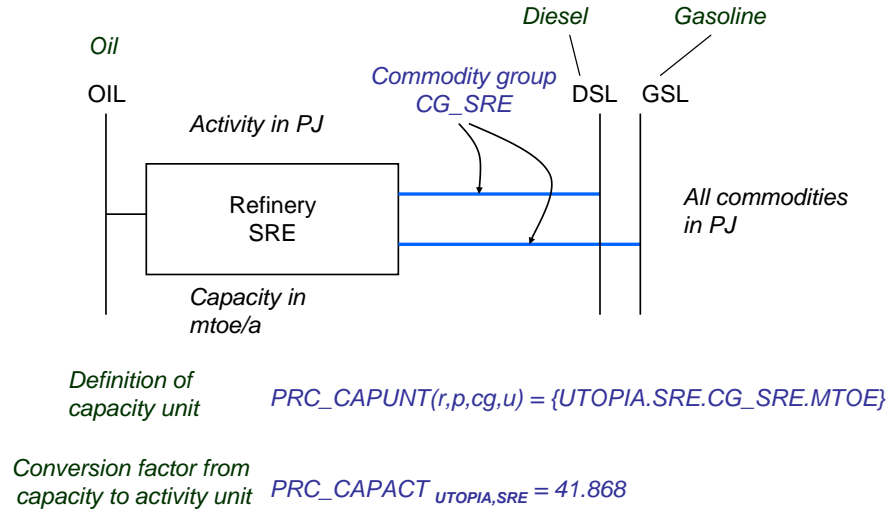 Diesel Gasoline
Oil
Commodity group
CG_SRE
OIL
DSL GSL
Activity in PJ
Refinery
SRE
All commodities
in PJ
Capacity in
mtoe/a
Definition of
capacity unit
PRC_CAPUNT(r,p,cg,u) = {UTOPIA.SRE.CG_SRE.MTOE}
Conversion factor from
capacity to activity unit
PRC_CAPACT UTOPIA,SRE = 41.868